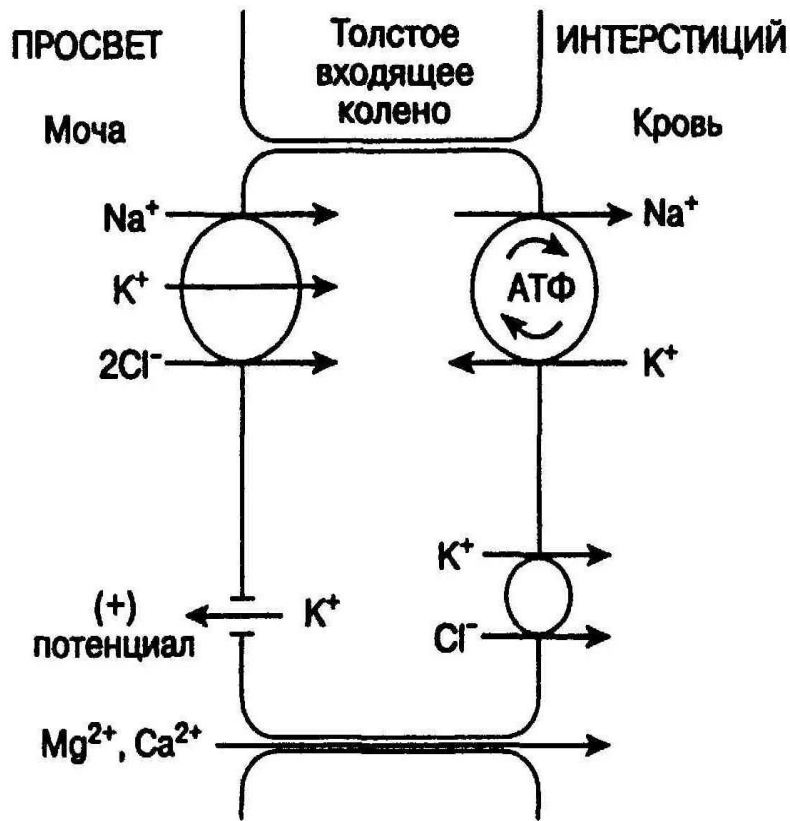 ПРОСВЕТ
Моча
Толстое
входящее
колено
ИНТЕРСТИЦИЙ
Кровь
Na⁺
K⁺
2Cl⁻
Na⁺
АТФ
K⁺
K⁺
Cl⁻
(+)
потенциал
K⁺
Mg²⁺, Ca²⁺